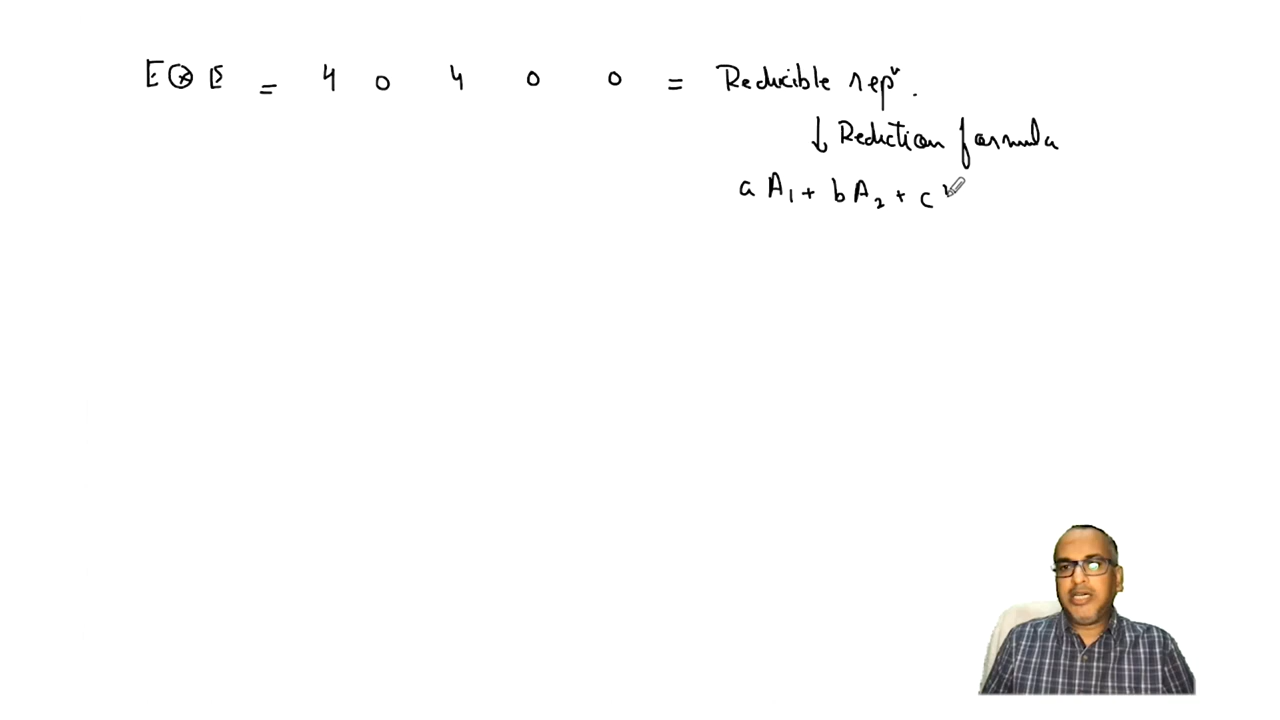 E ⊗ E = 4 0 4 0 0 = Reducible repⁿ.
↓ Reduction formula
a A₁ + b A₂ + c